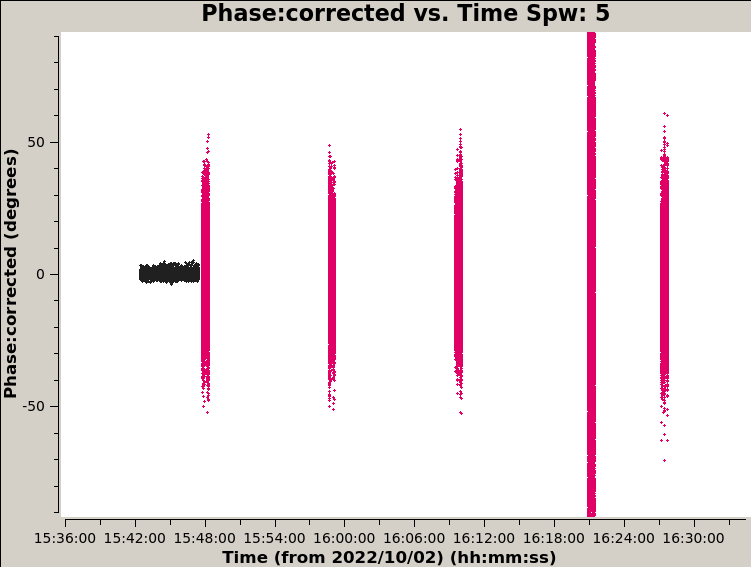 Phase:corrected vs. Time Spw: 5
Phase:corrected (degrees)
50
0
-50
15:36:00 15:42:00 15:48:00 15:54:00 16:00:00 16:06:00 16:12:00 16:18:00 16:24:00 16:30:00
Time (from 2022/10/02) (hh:mm:ss)